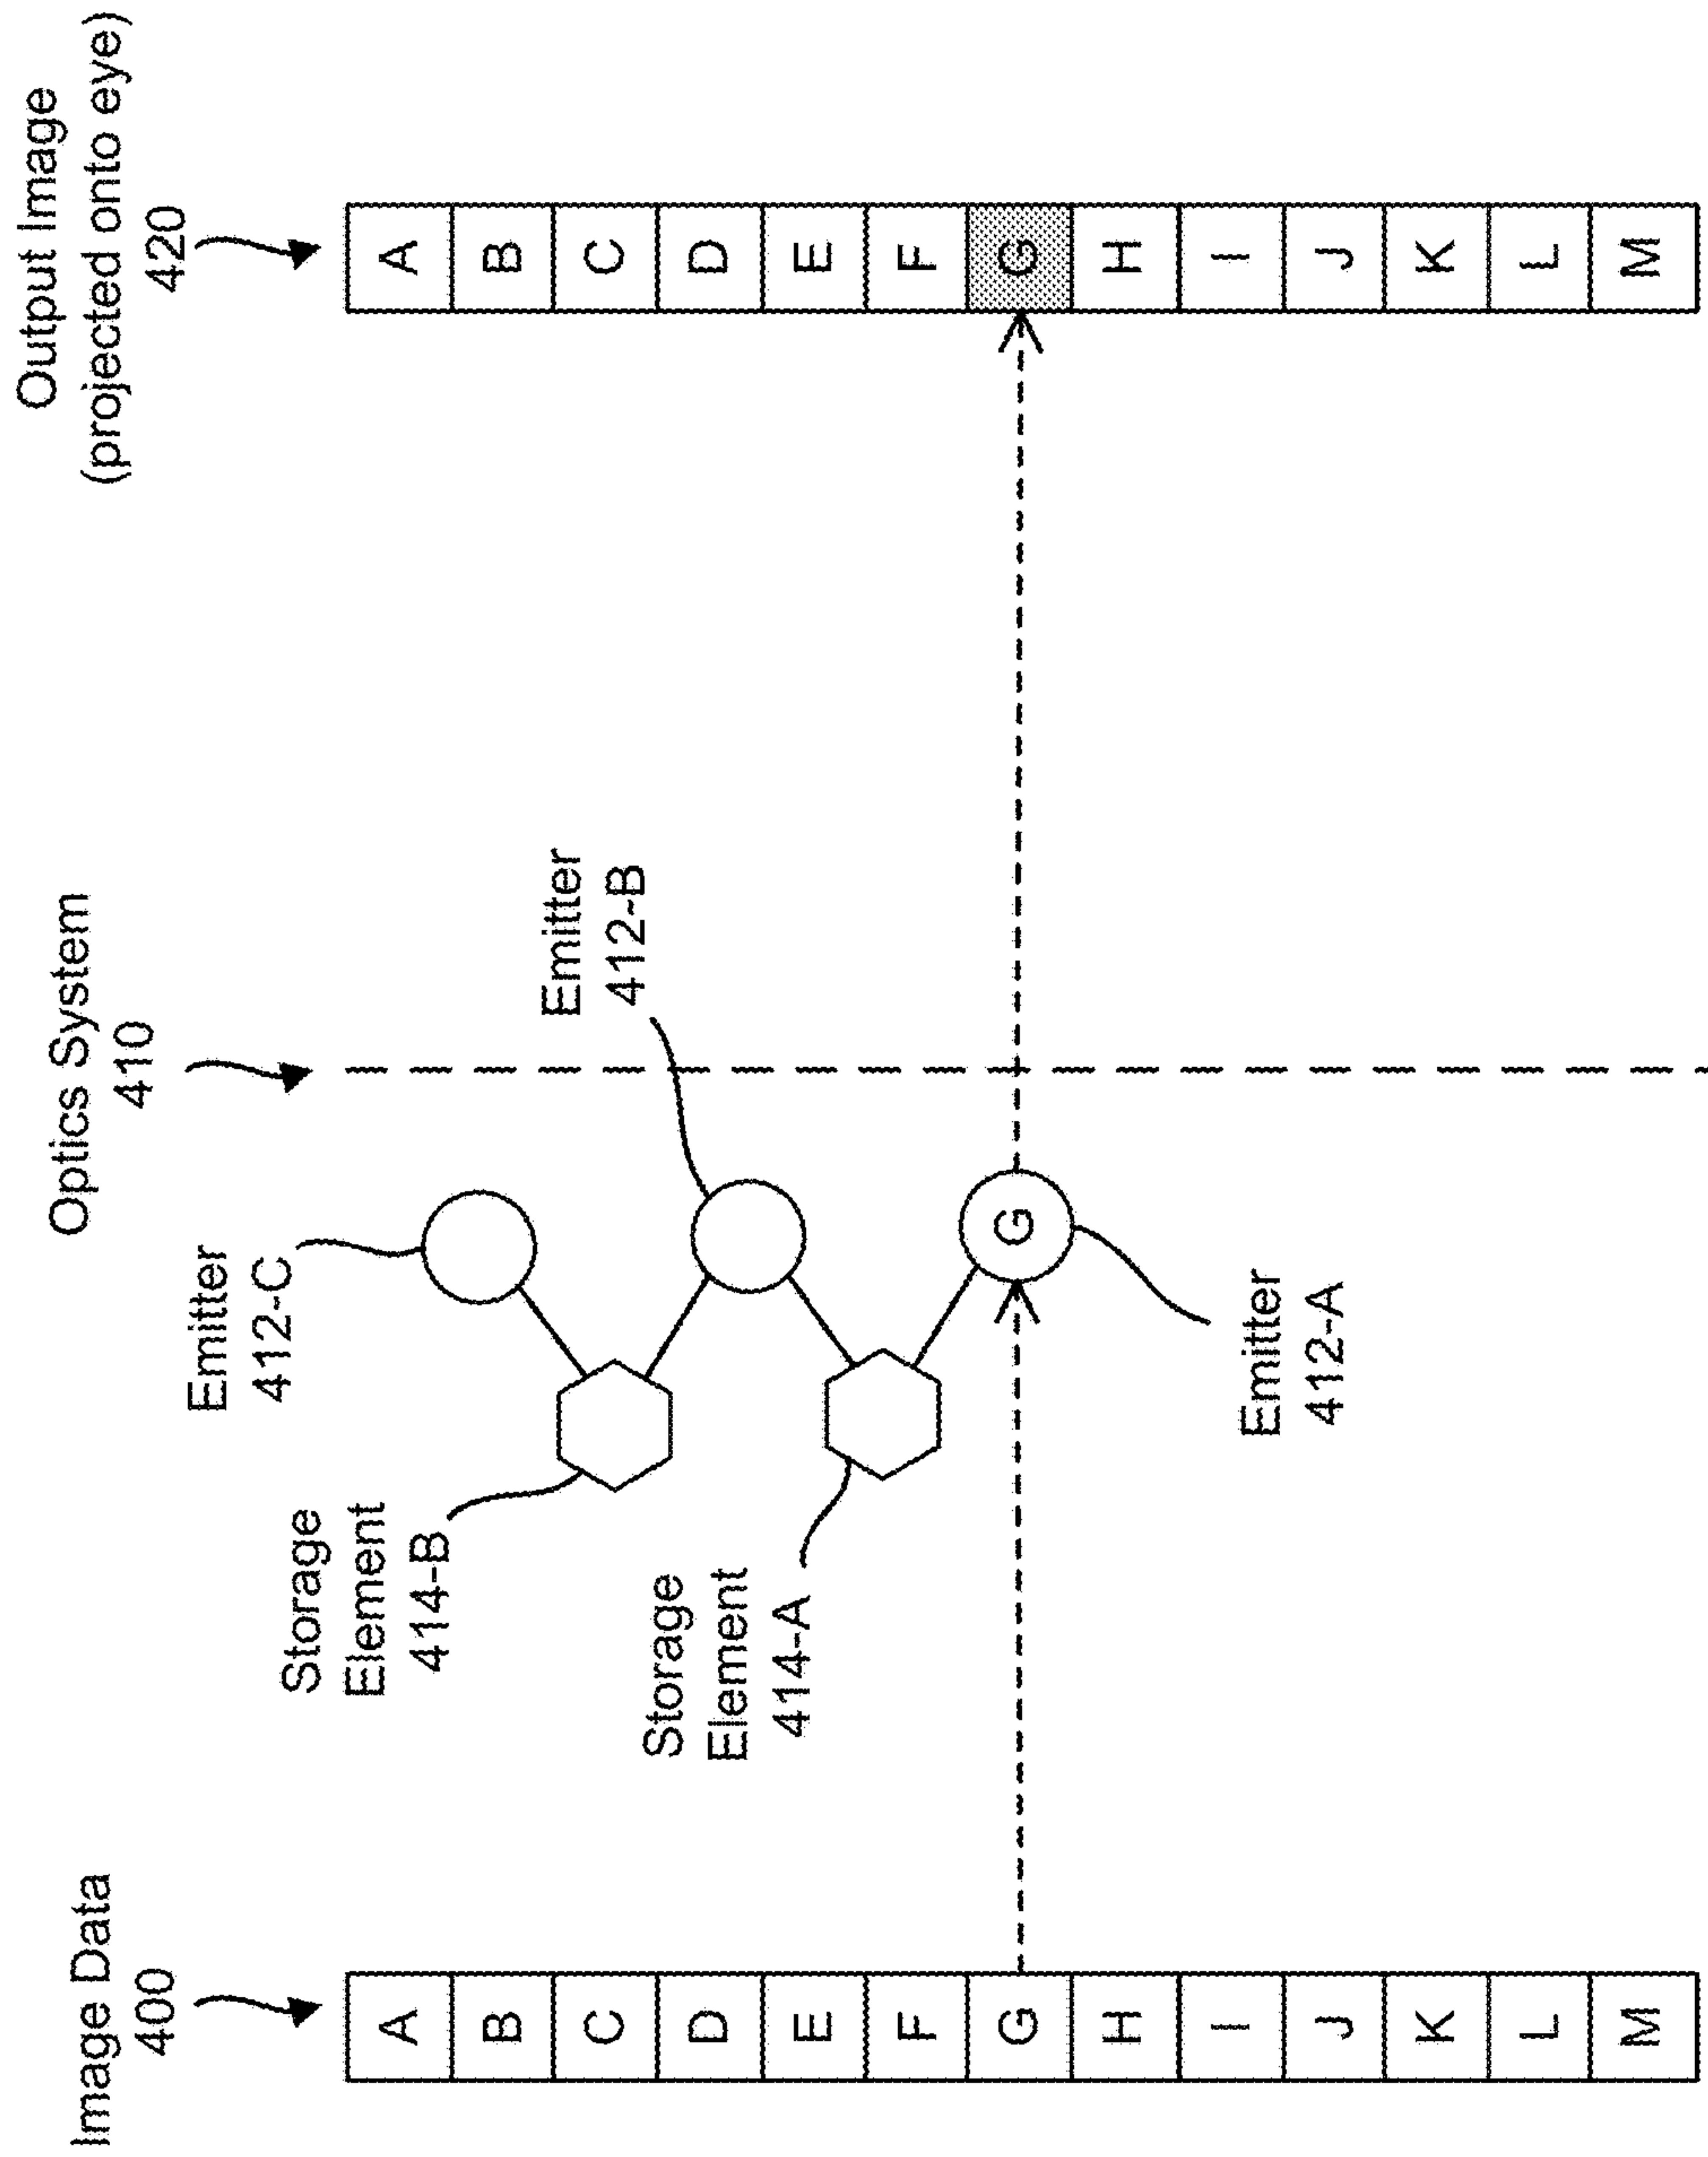 Image Data
400
A
B
C
D
E
F
G
H
I
J
K
L
M
Optics System
410
Emitter
412-C
Storage
Element
414-B
Emitter
412-B
Storage
Element
414-A
G
Emitter
412-A
Output Image
(projected onto eye)
420
A
B
C
D
E
F
G
H
I
J
K
L
M